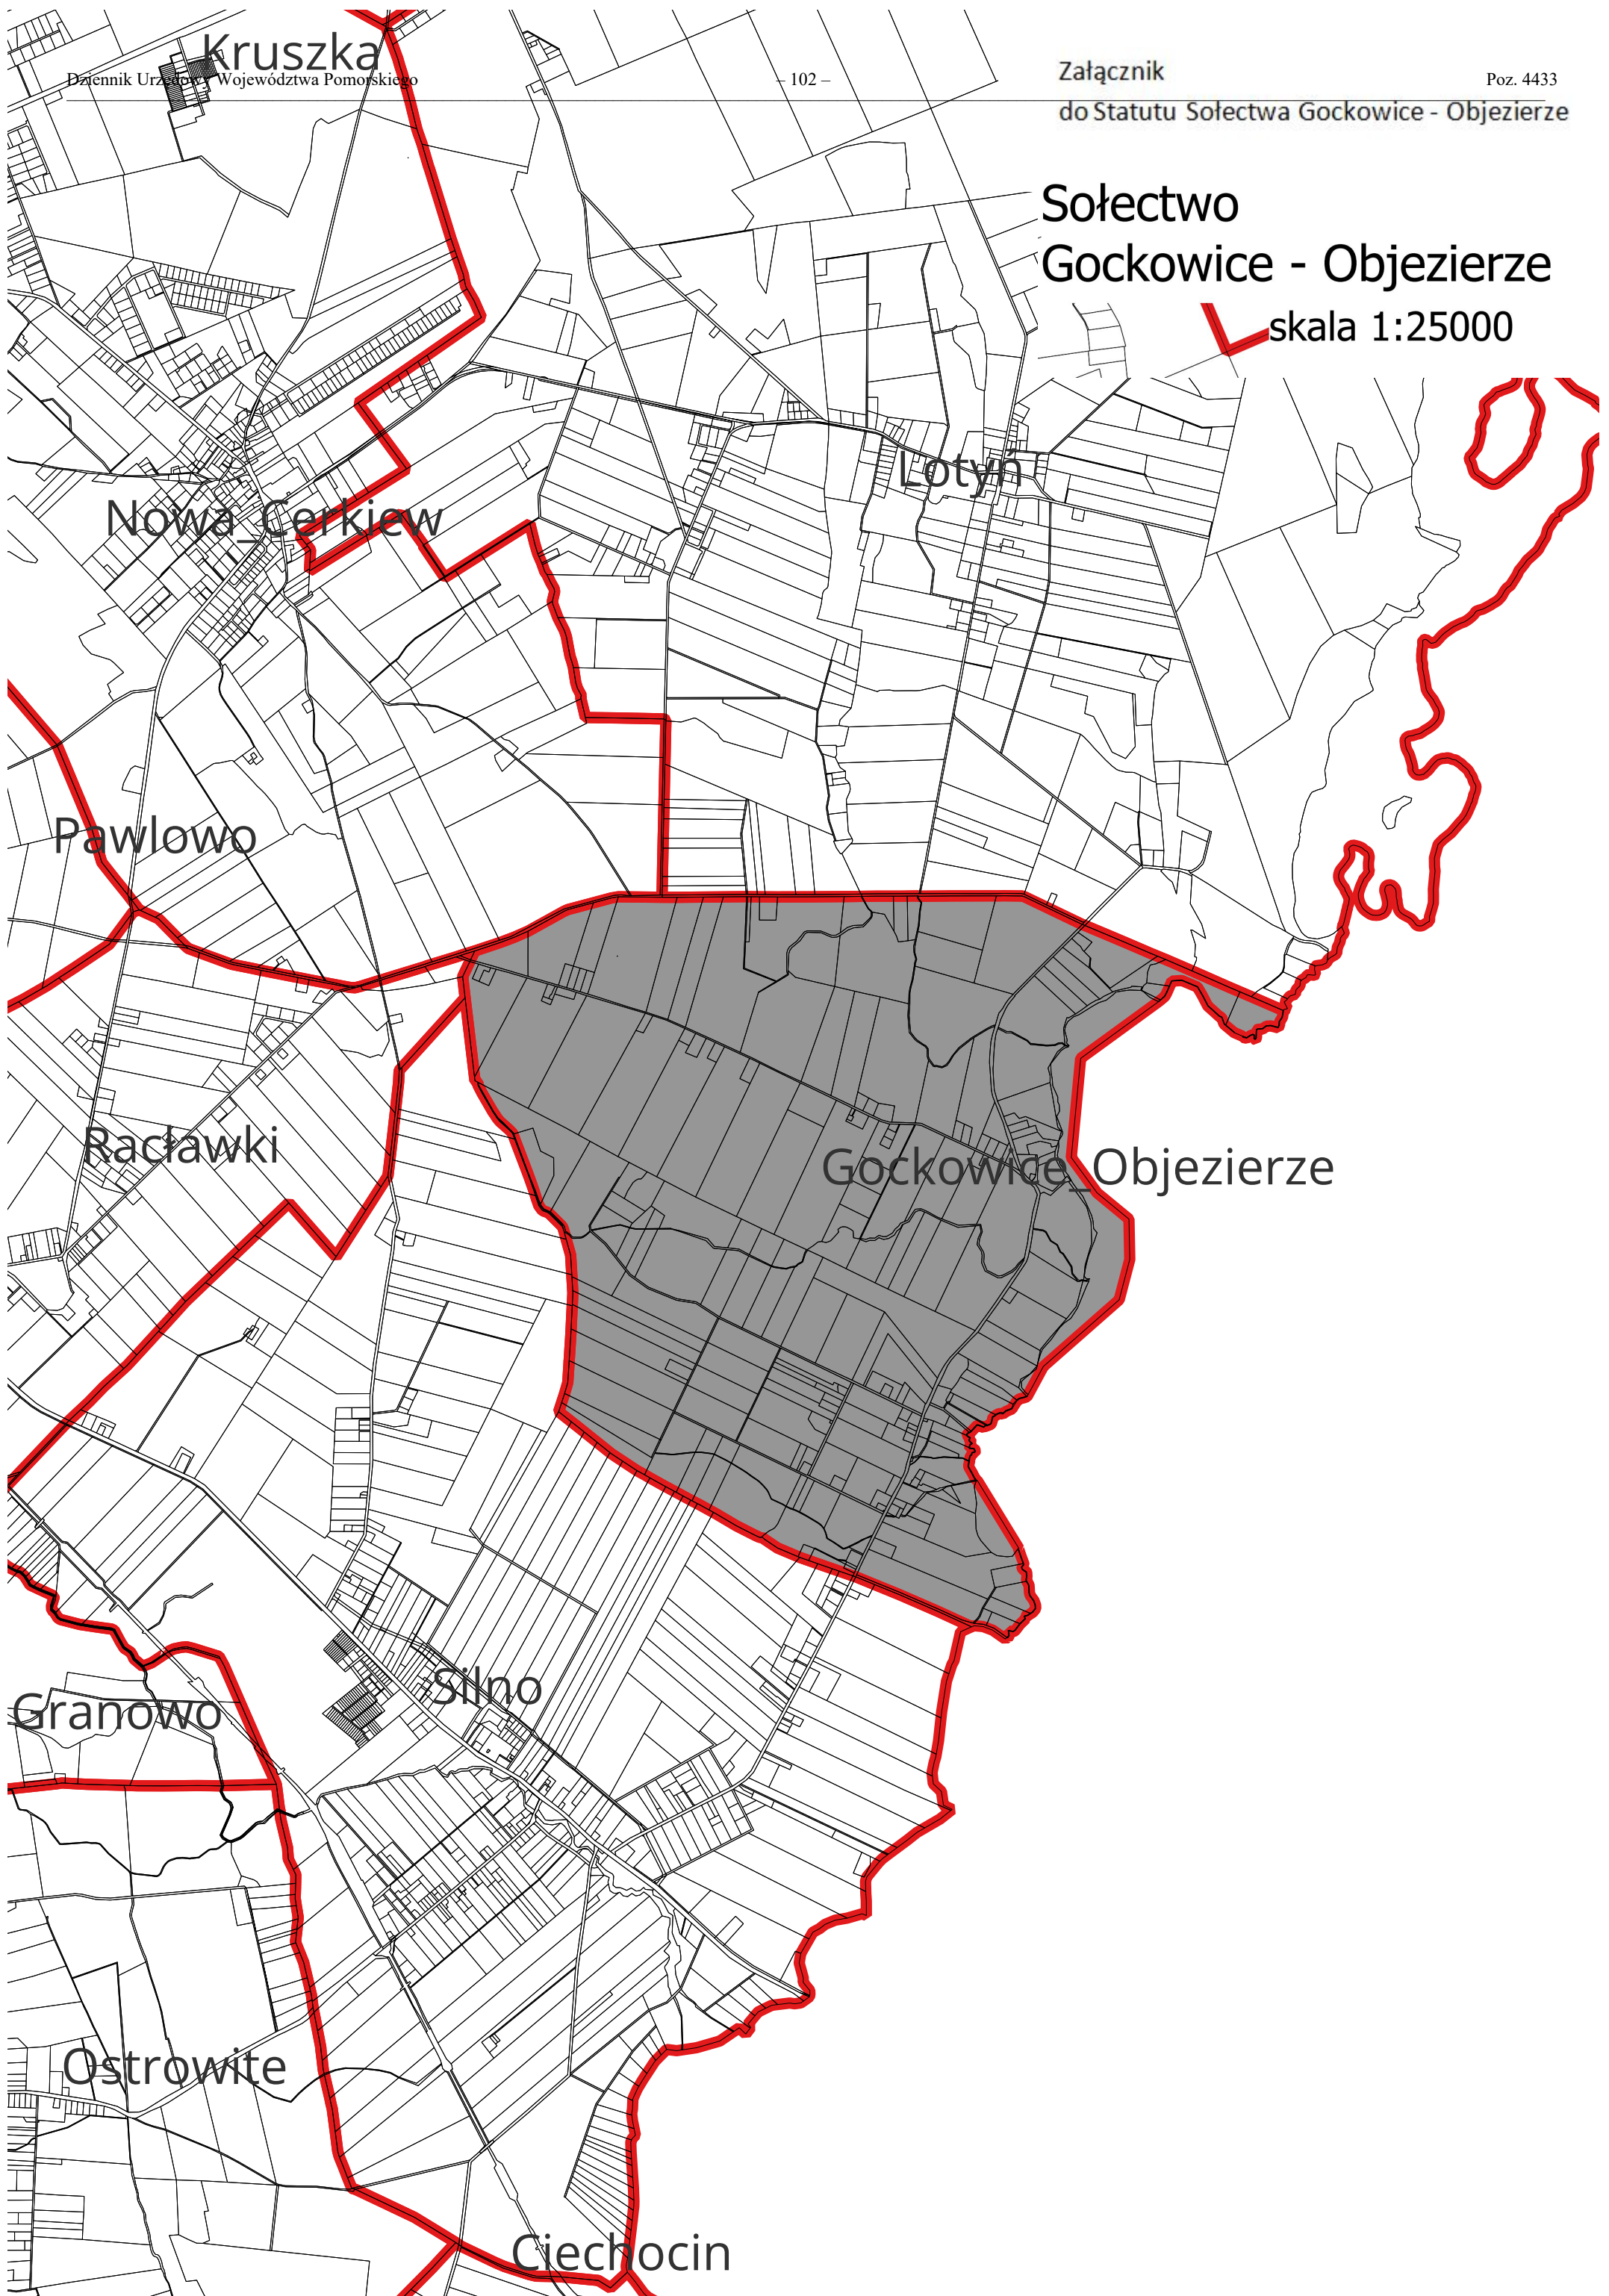 Kruszka
Dziennik Urzędowy Województwa Pomorskiego
– 102 –
Poz. 4433
Załącznik
do Statutu Sołectwa Gockowice - Objezierze
Sołectwo
Gockowice - Objezierze
skala 1:25000
Lotyń
Nowa_Cerkiew
Pawlowo
Racławki
Gockowice_Objezierze
Silno
Granowo
Ostrowite
Ciechocin